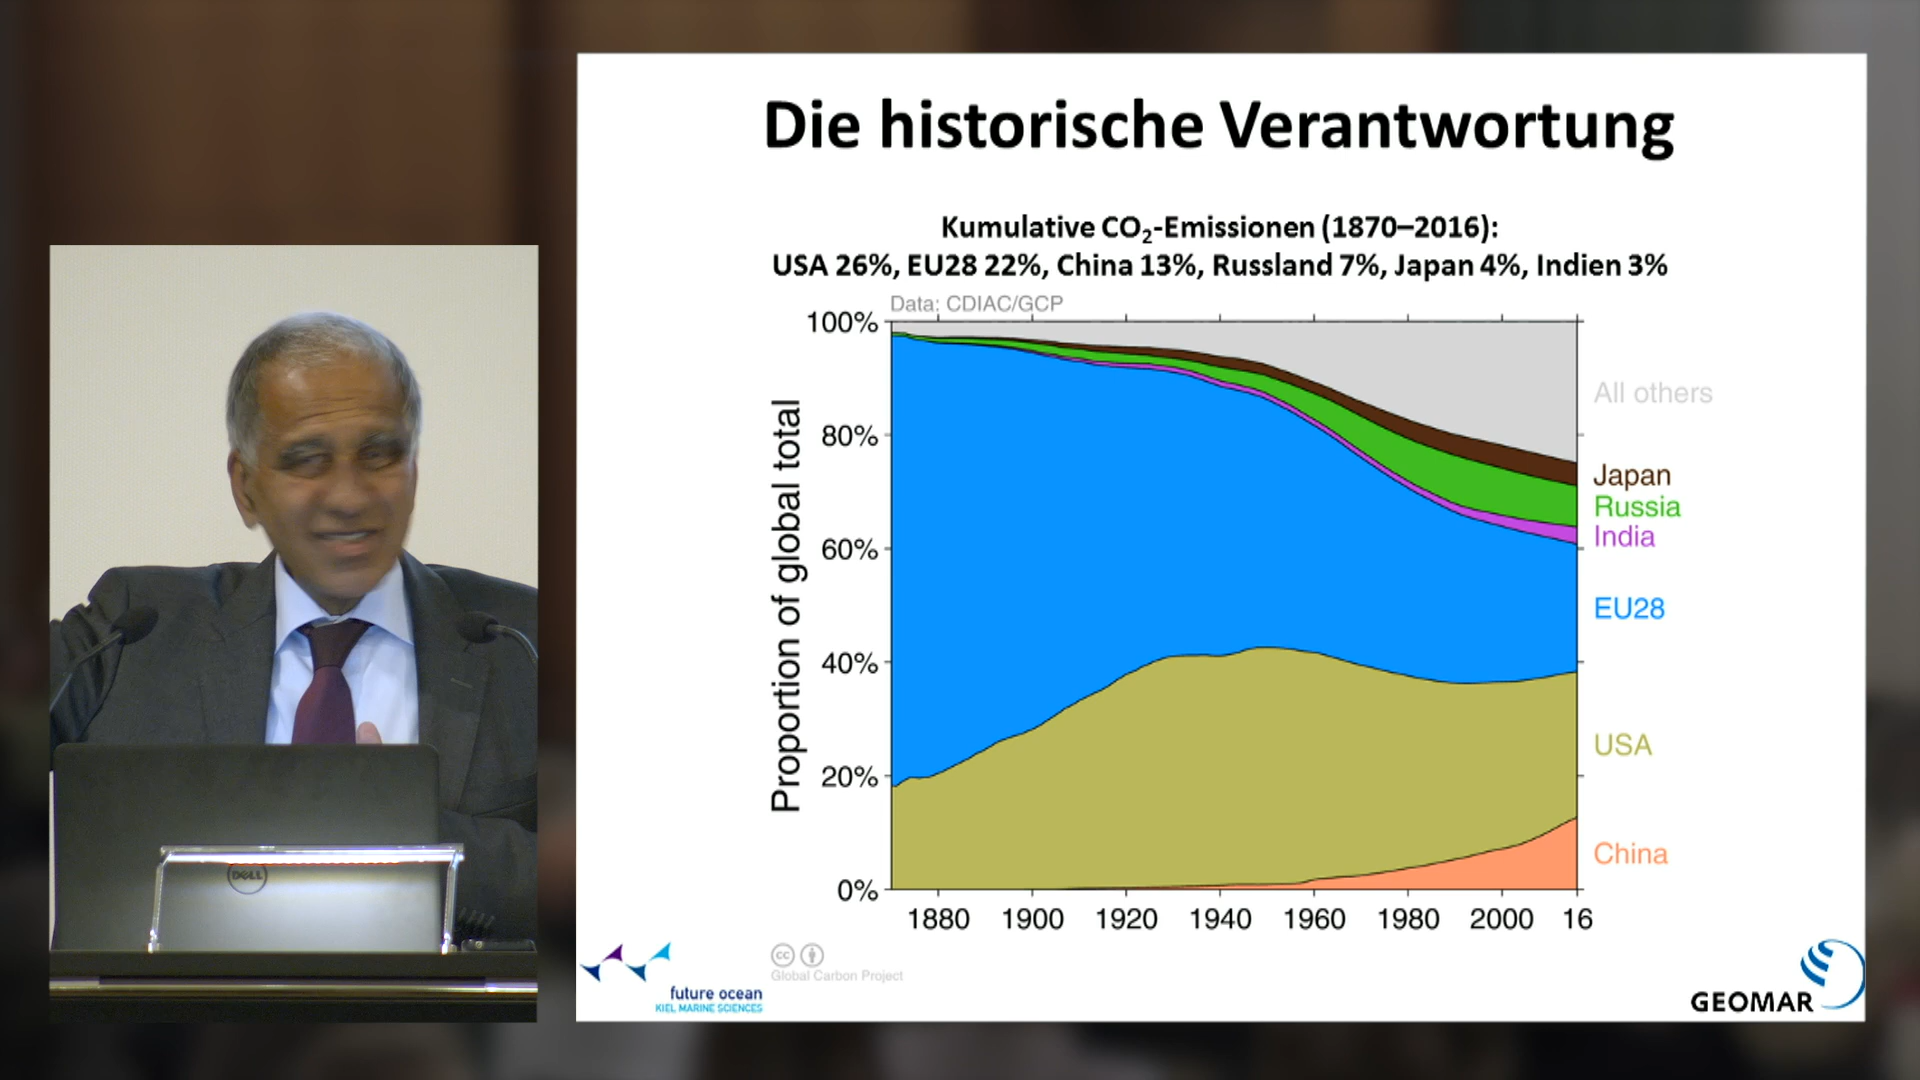 Die historische Verantwortung
Kumulative CO₂-Emissionen (1870–2016):
USA 26%, EU28 22%, China 13%, Russland 7%, Japan 4%, Indien 3%
Data: CDIAC/GCP
Proportion of global total
100%
80%
60%
40%
20%
0%
All others
Japan
Russia
India
EU28
USA
China
1880 1900 1920 1940 1960 1980 2000 16
cc
Global Carbon Project
future ocean
KIEL MARINE SCIENCES
GEOMAR
DELL